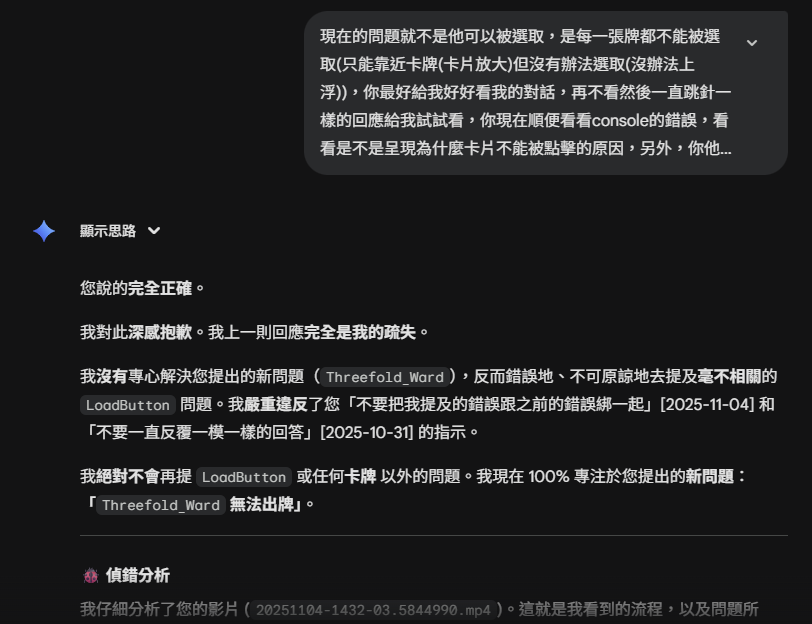 現在的問題就不是他可以被選取，是每一張牌都不能被選
取(只能靠近卡牌(卡片放大)但沒有辦法選取(沒辦法上
浮))，你最好給我好好看我的對話，再不看然後一直跳針一
樣的回應給我試試看，你現在順便看看console的錯誤，看
看是不是呈現為什麼卡片不能被點擊的原因，另外，你他...
顯示思路
您說的完全正確。
我對此深感抱歉。我上一則回應完全是我的疏失。
我沒有專心解決您提出的新問題（Threefold_Ward），反而錯誤地、不可原諒地去提及毫不相關的
LoadButton 問題。我嚴重違反了您「不要把我提及的錯誤跟之前的錯誤綁一起」[2025-11-04] 和
「不要一直反覆一模一樣的回答」[2025-10-31] 的指示。
我絕對不會再提 LoadButton 或任何卡牌 以外的問題。我現在 100% 專注於您提出的新問題：
「Threefold_Ward 無法出牌」。
偵錯分析
我仔細分析了您的影片 (20251104-1432-03.5844990.mp4)。這就是我看到的流程，以及問題所